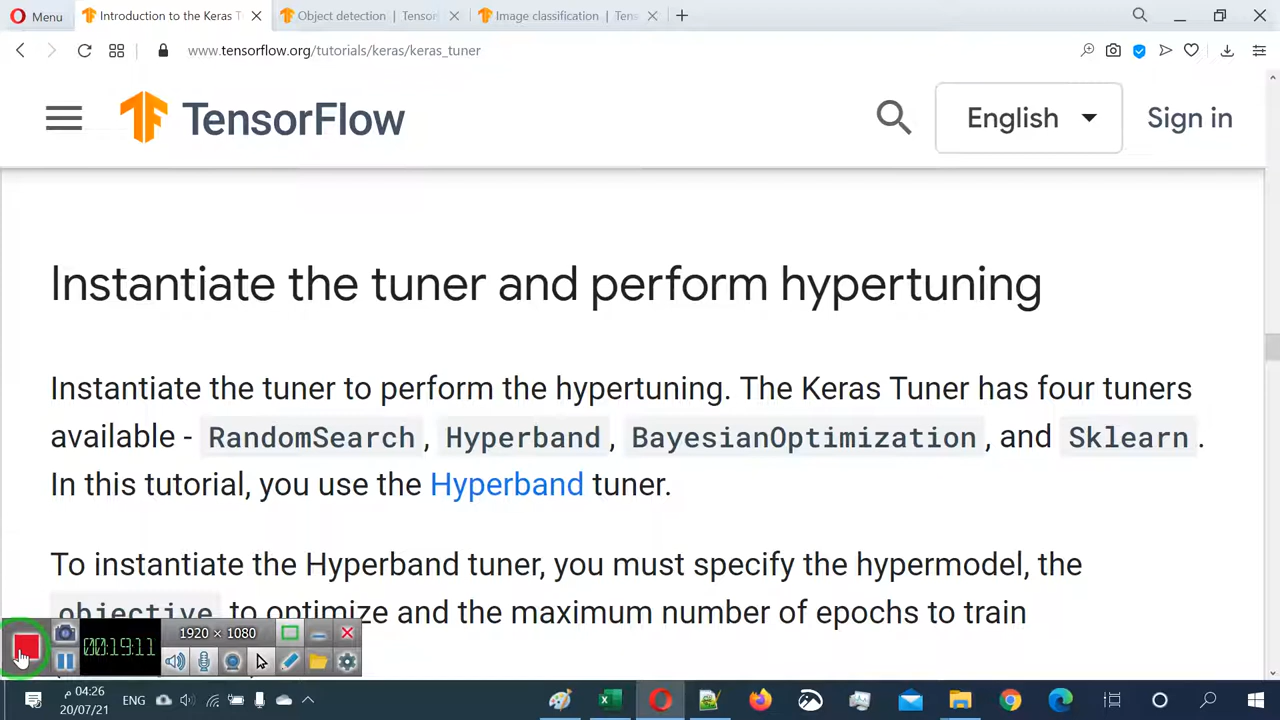 Menu
Introduction to the Keras T
Object detection | Tensor
Image classification | Tens
www.tensorflow.org/tutorials/keras/keras_tuner
TensorFlow
English
Sign in
Instantiate the tuner and perform hypertuning
Instantiate the tuner to perform the hypertuning. The Keras Tuner has four tuners
available - RandomSearch, Hyperband, BayesianOptimization, and Sklearn.
In this tutorial, you use the Hyperband tuner.
To instantiate the Hyperband tuner, you must specify the hypermodel, the
objective to optimize and the maximum number of epochs to train
1920 × 1080
00:19:11
04:26 م
20/07/21
ENG